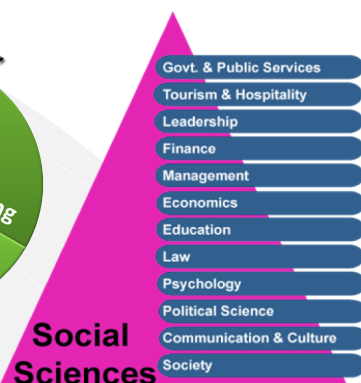 Govt. & Public Services
Tourism & Hospitality
Leadership
Finance
Management
Economics
Education
Law
Psychology
Political Science
Communication & Culture
Society
Social
Sciences